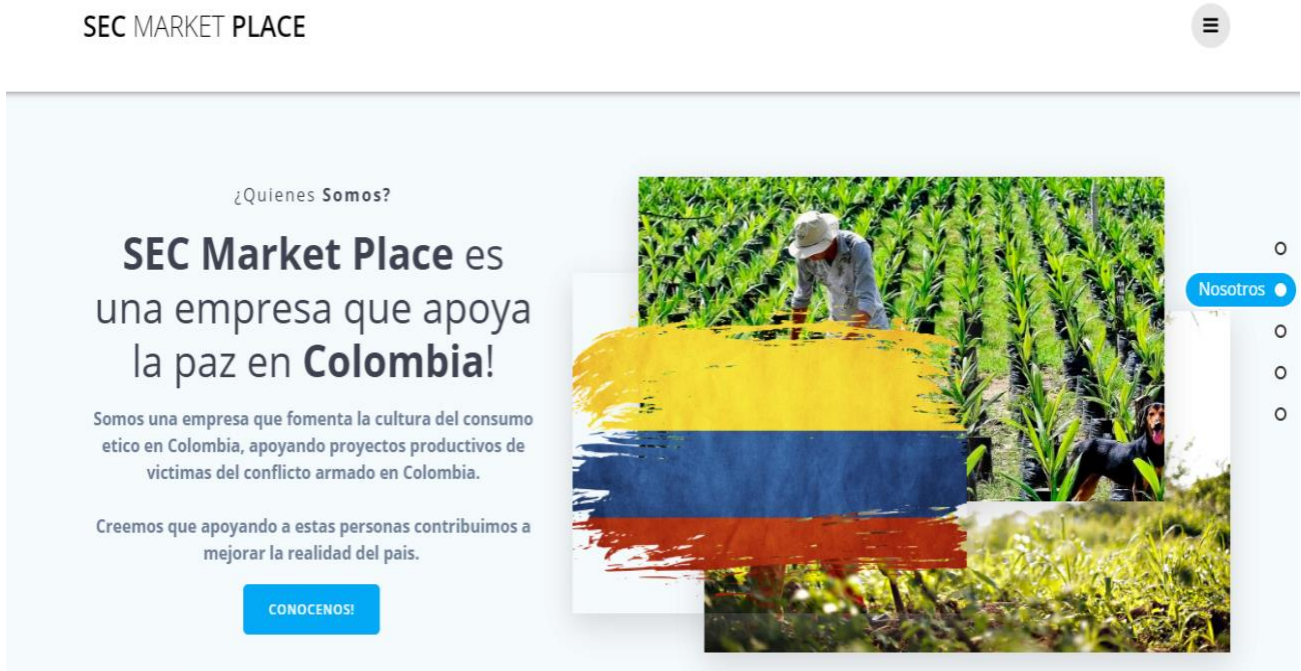 SEC MARKET PLACE
¿Quienes Somos?
SEC Market Place es
una empresa que apoya
la paz en Colombia!
Somos una empresa que fomenta la cultura del consumo
etico en Colombia, apoyando proyectos productivos de
victimas del conflicto armado en Colombia.
Creemos que apoyando a estas personas contribuimos a
mejorar la realidad del pais.
CONOCENOS!
Nosotros